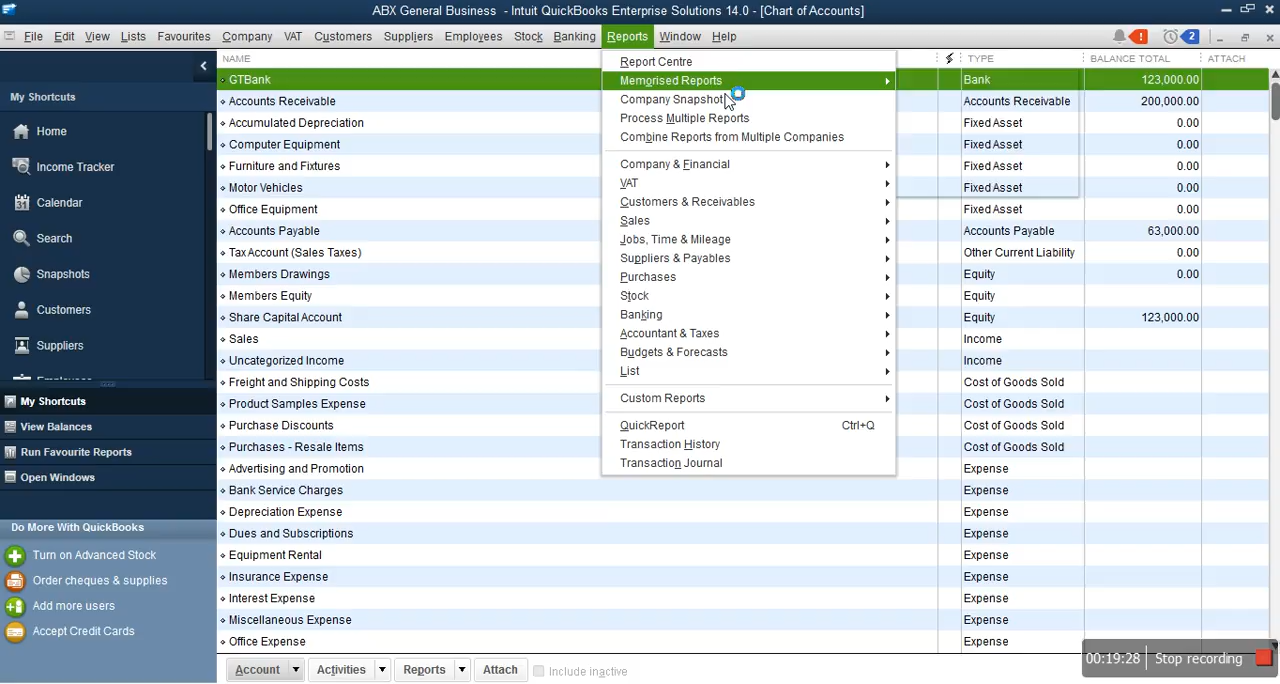 ABX General Business - Intuit QuickBooks Enterprise Solutions 14.0 - [Chart of Accounts]
File Edit View Lists Favourites Company VAT Customers Suppliers Employees Stock Banking Reports Window Help ! 2
NAME TYPE BALANCE TOTAL ATTACH
GTBank Bank 123,000.00
Accounts Receivable Accounts Receivable 200,000.00
Accumulated Depreciation Fixed Asset 0.00
Computer Equipment Fixed Asset 0.00
Furniture and Fixtures Fixed Asset 0.00
Motor Vehicles Fixed Asset 0.00
Office Equipment Fixed Asset 0.00
Accounts Payable Accounts Payable 63,000.00
Tax Account (Sales Taxes) Other Current Liability 0.00
Members Drawings Equity 0.00
Members Equity Equity
Share Capital Account Equity 123,000.00
Sales Income
Uncategorized Income Income
Freight and Shipping Costs Cost of Goods Sold
Product Samples Expense Cost of Goods Sold
Purchase Discounts Cost of Goods Sold
Purchases - Resale Items Cost of Goods Sold
Advertising and Promotion Expense
Bank Service Charges Expense
Depreciation Expense Expense
Dues and Subscriptions Expense
Equipment Rental Expense
Insurance Expense Expense
Interest Expense Expense
Miscellaneous Expense Expense
Office Expense Expense
Report Centre
Memorised Reports
Company Snapshot
Process Multiple Reports
Combine Reports from Multiple Companies
Company & Financial
VAT
Customers & Receivables
Sales
Jobs, Time & Mileage
Suppliers & Payables
Purchases
Stock
Banking
Accountant & Taxes
Budgets & Forecasts
List
Custom Reports
QuickReport Ctrl+Q
Transaction History
Transaction Journal
My Shortcuts
Home
Income Tracker
31 Calendar
Search
Snapshots
Customers
Suppliers
My Shortcuts
View Balances
Run Favourite Reports
Open Windows
Do More With QuickBooks
Turn on Advanced Stock
Order cheques & supplies
Add more users
Accept Credit Cards
Account Activities Reports Attach Include inactive
00:19:28 Stop recording